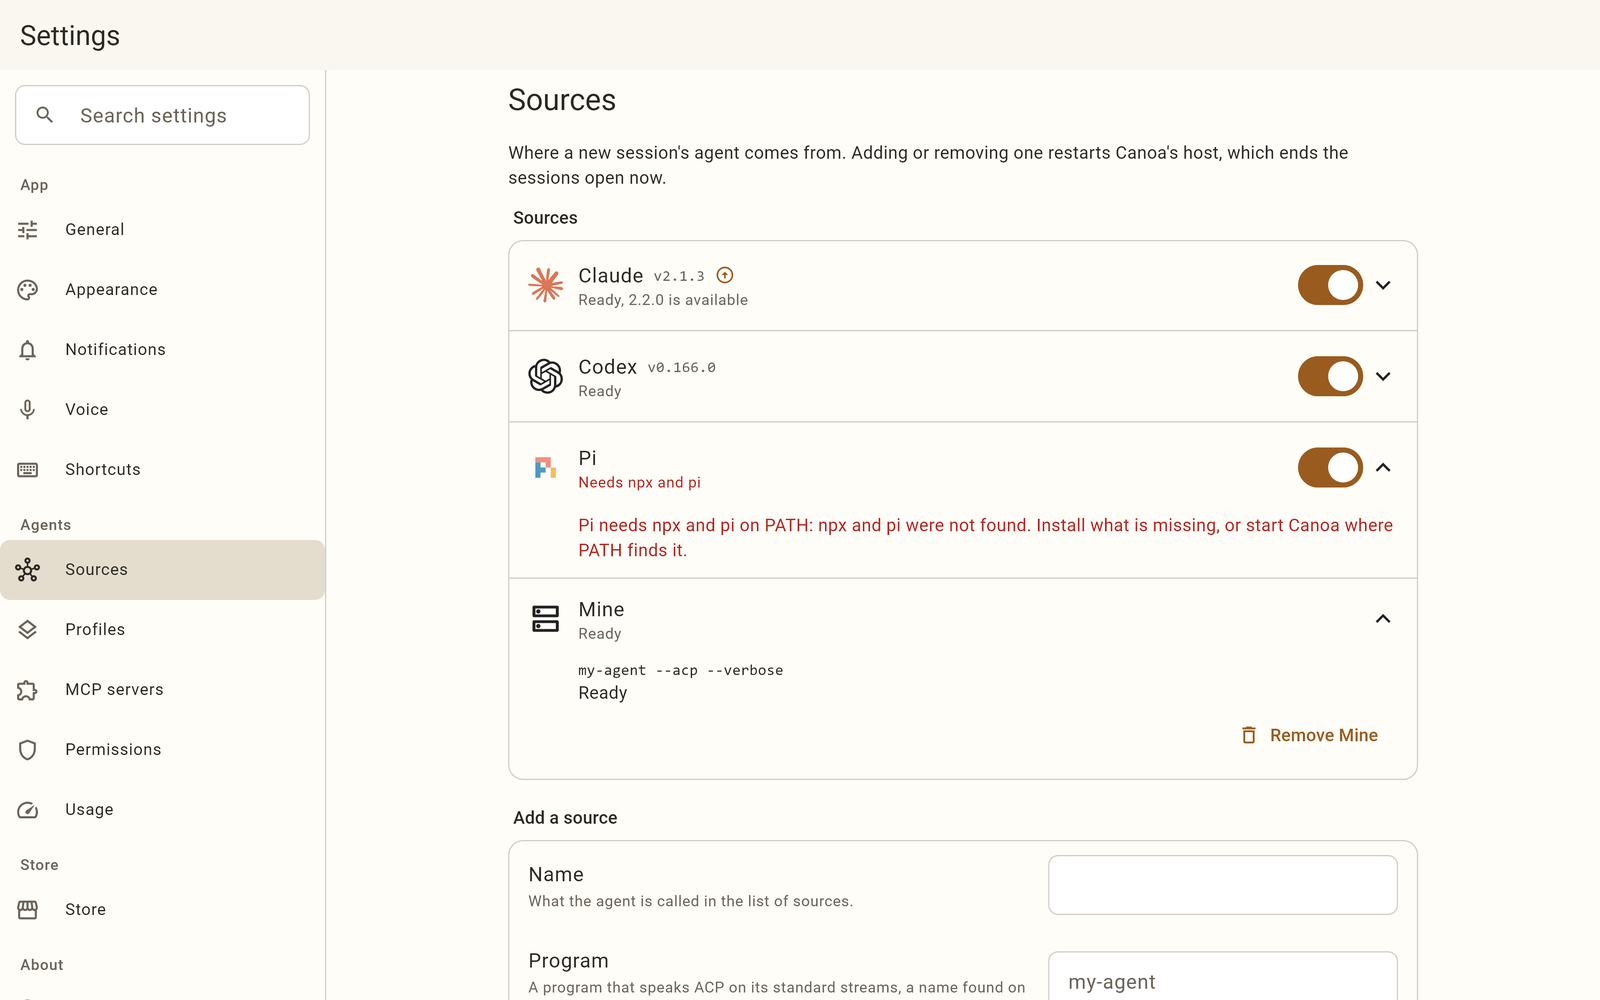 Settings
Search settings
App
General
Appearance
Notifications
Voice
Shortcuts
Agents
Sources
Profiles
MCP servers
Permissions
Usage
Store
Store
About
Sources
Where a new session's agent comes from. Adding or removing one restarts Canoa's host, which ends the
sessions open now.
Sources
Claude v2.1.3
Ready, 2.2.0 is available
Codex v0.166.0
Ready
Pi
Needs npx and pi
Pi needs npx and pi on PATH: npx and pi were not found. Install what is missing, or start Canoa where
PATH finds it.
Mine
Ready
my-agent --acp --verbose
Ready
Remove Mine
Add a source
Name
What the agent is called in the list of sources.
Program
A program that speaks ACP on its standard streams, a name found on
my-agent